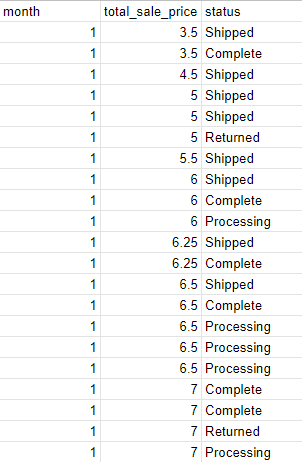 month total_sale_price status
1 3.5 Shipped
1 3.5 Complete
1 4.5 Shipped
1 5 Shipped
1 5 Shipped
1 5 Returned
1 5.5 Shipped
1 6 Shipped
1 6 Complete
1 6 Processing
1 6.25 Shipped
1 6.25 Complete
1 6.5 Shipped
1 6.5 Complete
1 6.5 Processing
1 6.5 Processing
1 6.5 Processing
1 7 Complete
1 7 Complete
1 7 Returned
1 7 Processing